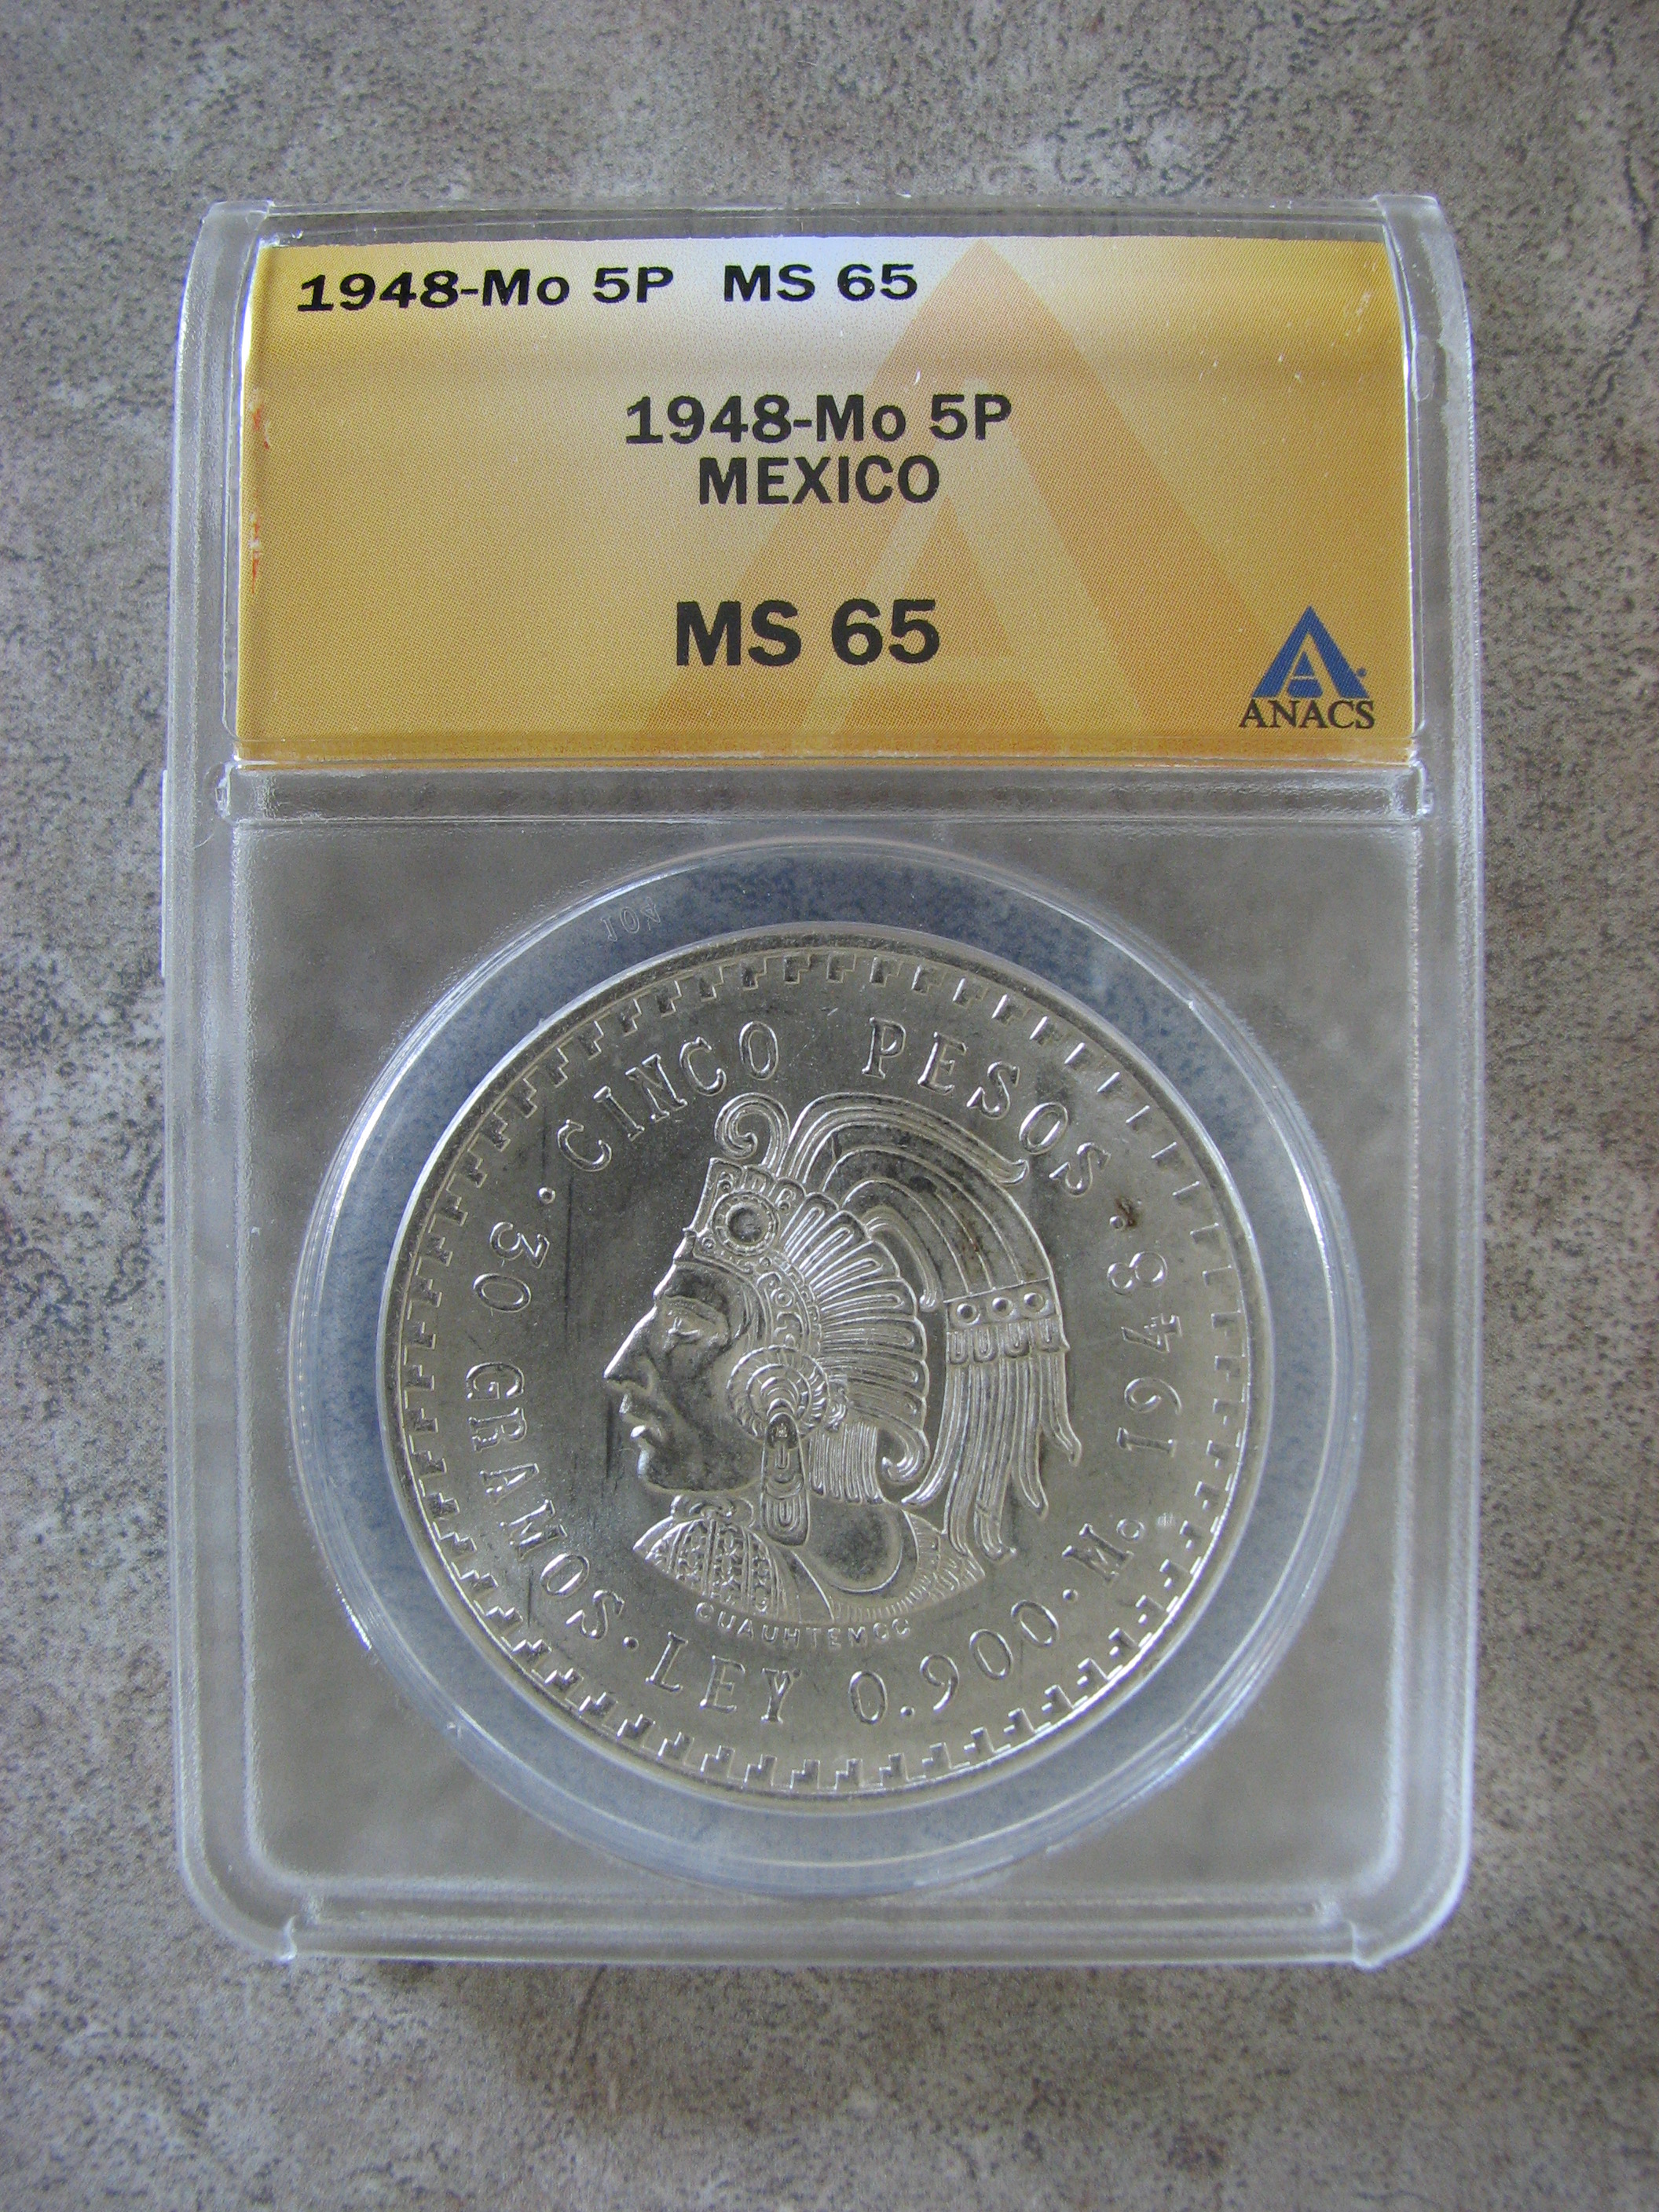 1948-Mo 5P MS 65
1948-Mo 5P
MEXICO
MS 65
ANACS
CINCO PESOS · 1948 · Mo · LEY 0.900 · 30 GRAMOS ·
CUAUHTEMOC